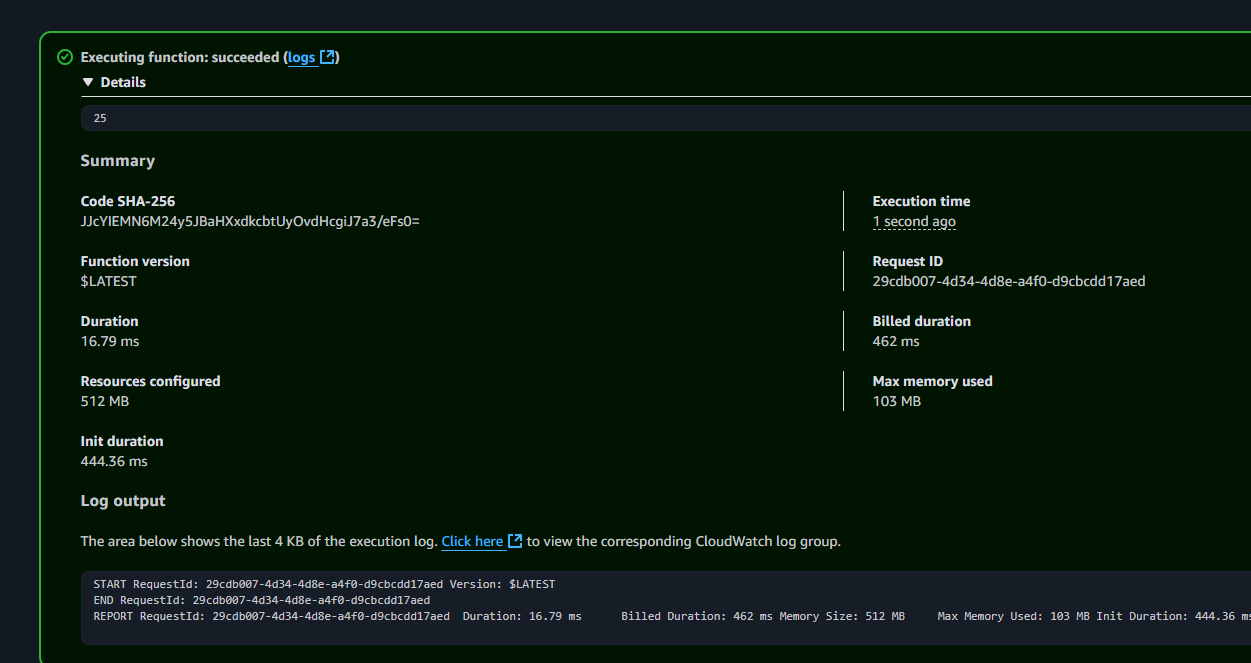 Executing function: succeeded (logs)
Details
25
Summary
Code SHA-256
JJcYIEMN6M24y5JBaHXxdkcbtUyOvdHcgiJ7a3/eFs0=
Execution time
1 second ago
Function version
$LATEST
Request ID
29cdb007-4d34-4d8e-a4f0-d9cbcdd17aed
Duration
16.79 ms
Billed duration
462 ms
Resources configured
512 MB
Max memory used
103 MB
Init duration
444.36 ms
Log output
The area below shows the last 4 KB of the execution log. Click here to view the corresponding CloudWatch log group.
START RequestId: 29cdb007-4d34-4d8e-a4f0-d9cbcdd17aed Version: $LATEST
END RequestId: 29cdb007-4d34-4d8e-a4f0-d9cbcdd17aed
REPORT RequestId: 29cdb007-4d34-4d8e-a4f0-d9cbcdd17aed Duration: 16.79 ms Billed Duration: 462 ms Memory Size: 512 MB Max Memory Used: 103 MB Init Duration: 444.36 ms